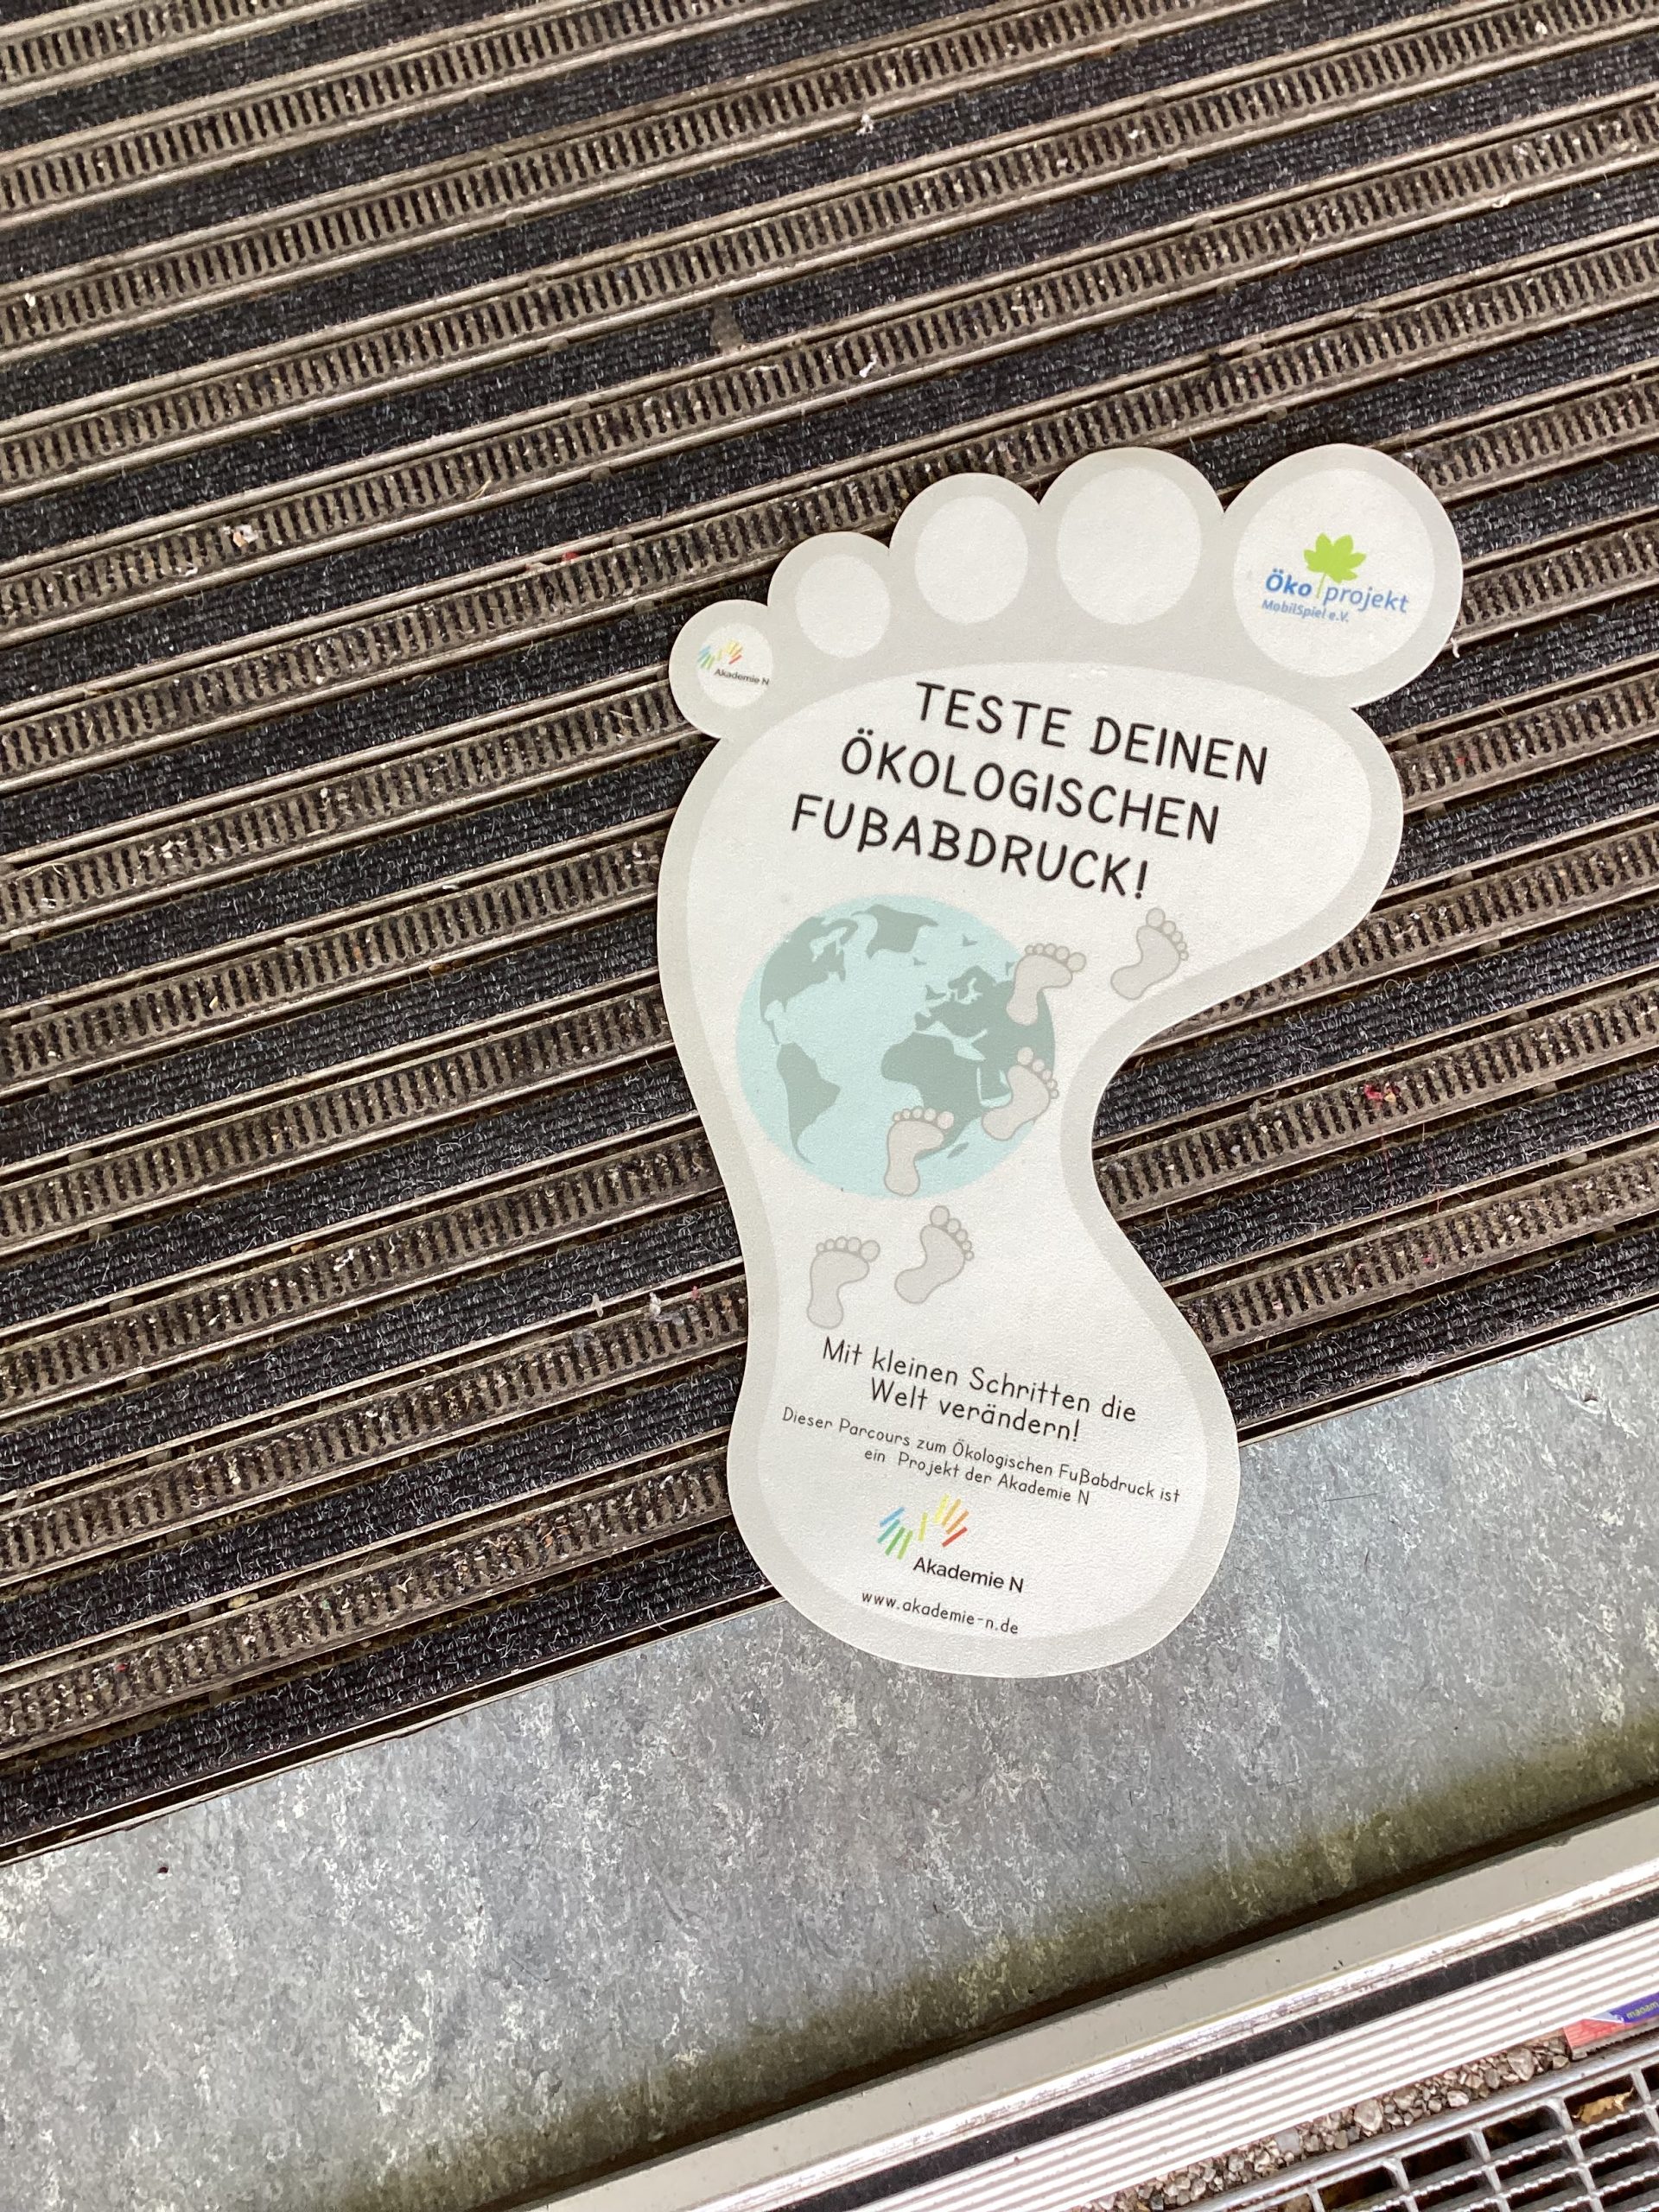 Öko projekt
MobilSpiel e.V.
Akademie N
TESTE DEINEN
ÖKOLOGISCHEN
FUßABDRUCK!
Mit kleinen Schritten die
Welt verändern!
Dieser Parcours zum Ökologischen Fußabdruck ist
ein Projekt der Akademie N
Akademie N
www.akademie-n.de